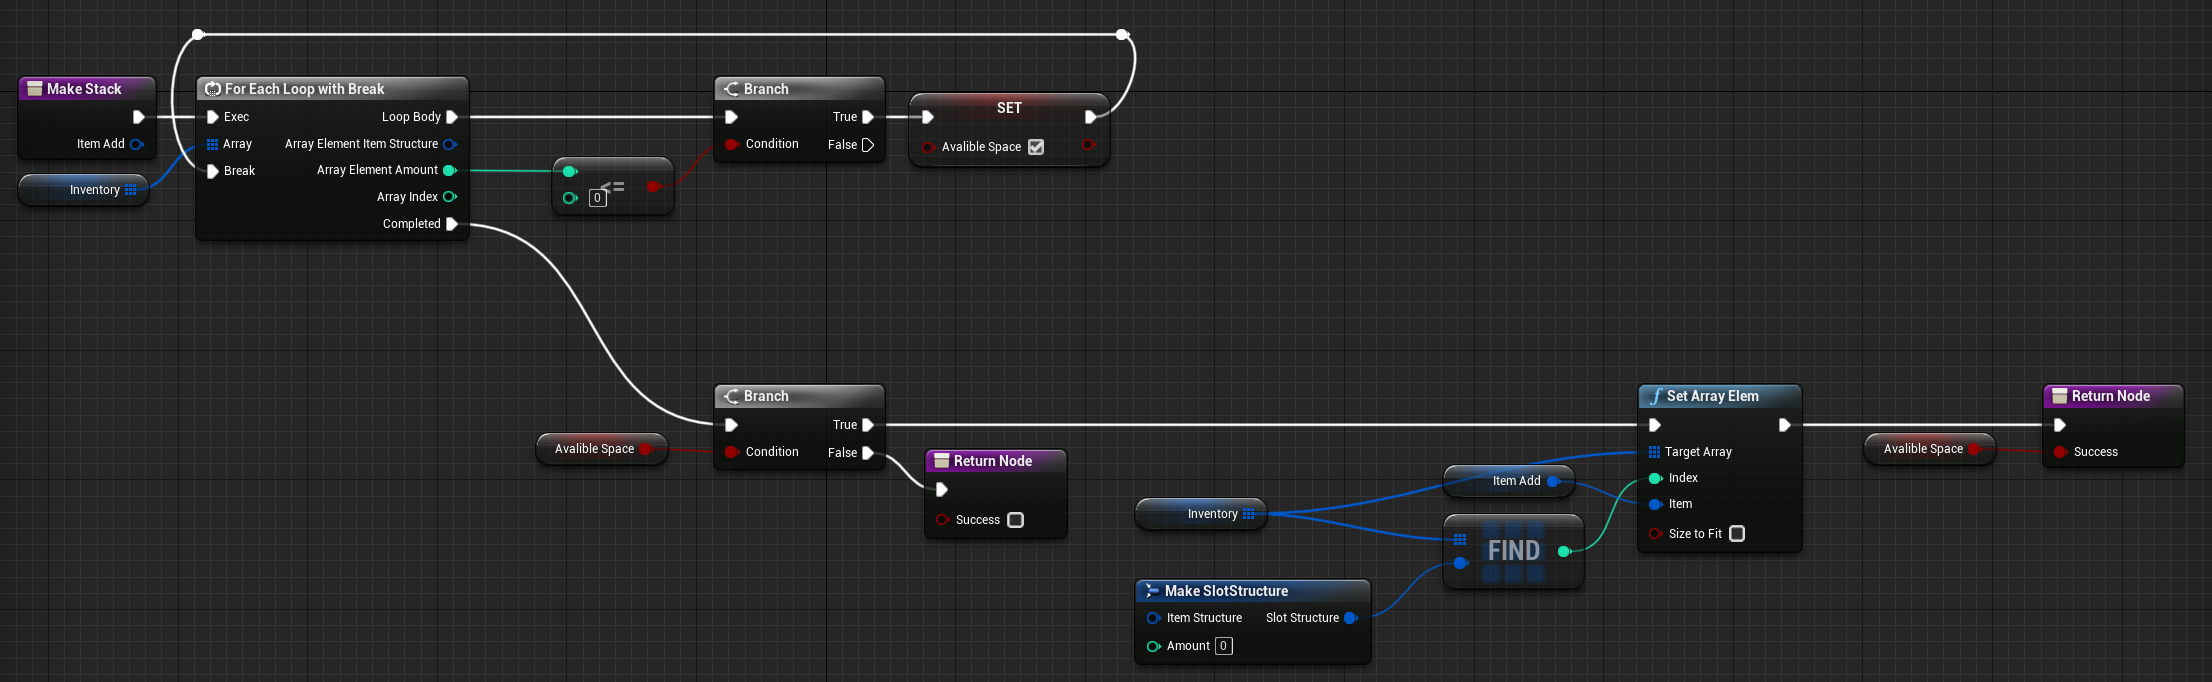 Make Stack
Item Add
Inventory
For Each Loop with Break
Exec
Loop Body
Array
Array Element Item Structure
Break
Array Element Amount
Array Index
Completed
<=
0
Branch
True
Condition
False
SET
Avalible Space
Avalible Space
Branch
True
Condition
False
Return Node
Success
Inventory
Item Add
FIND
Make SlotStructure
Item Structure
Slot Structure
Amount 0
Set Array Elem
Target Array
Index
Item
Size to Fit
Avalible Space
Return Node
Success